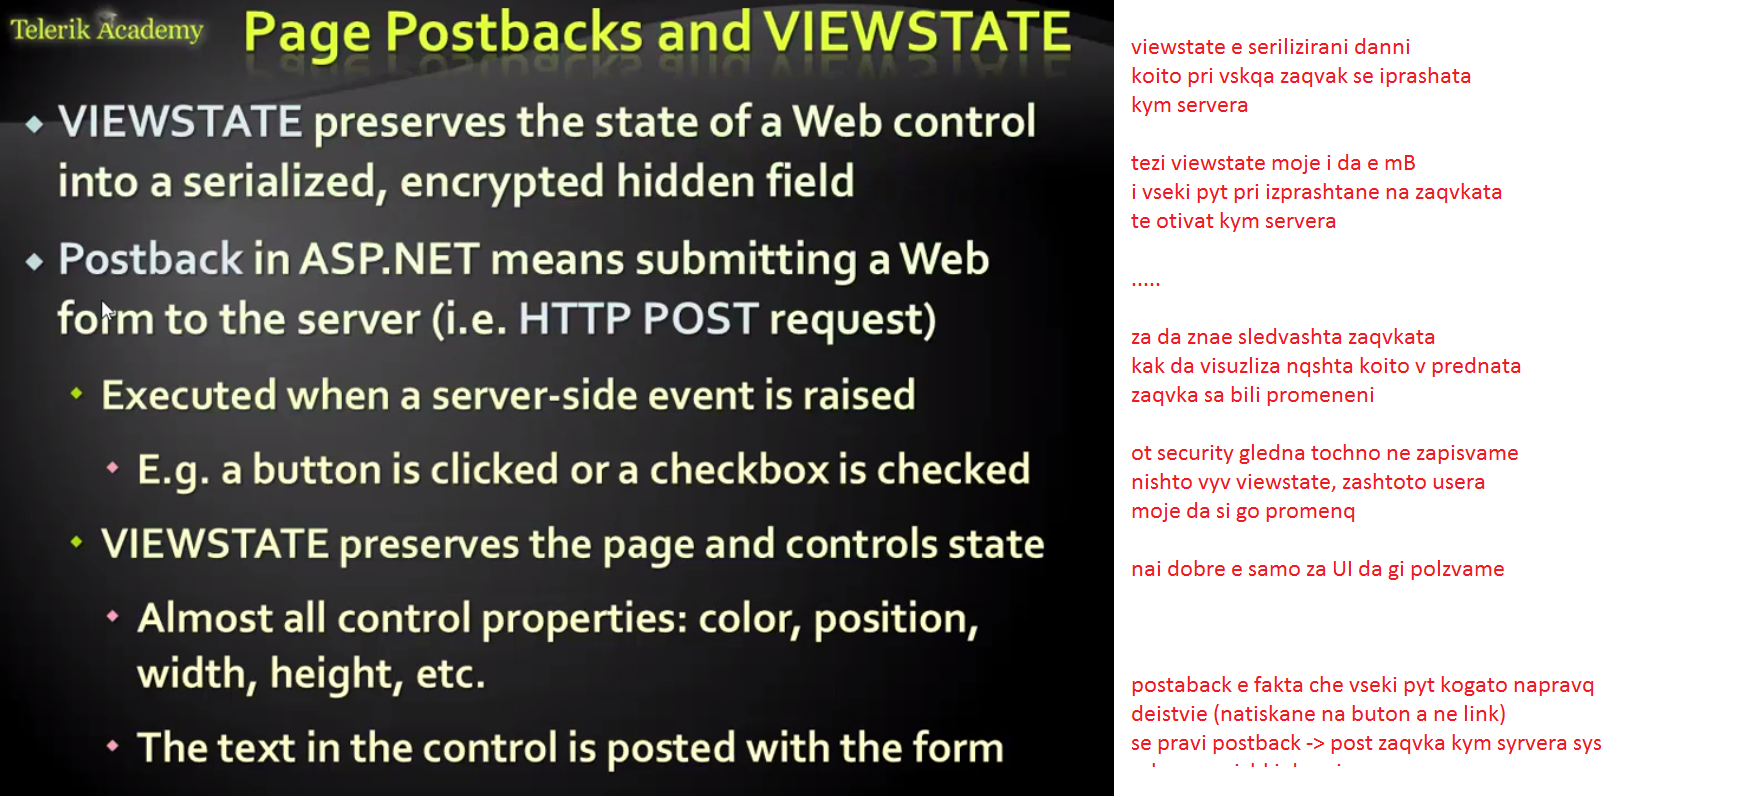 Telerik Academy
Page Postbacks and VIEWSTATE
VIEWSTATE preserves the state of a Web control
into a serialized, encrypted hidden field
Postback in ASP.NET means submitting a Web
form to the server (i.e. HTTP POST request)
Executed when a server-side event is raised
E.g. a button is clicked or a checkbox is checked
VIEWSTATE preserves the page and controls state
Almost all control properties: color, position,
width, height, etc.
The text in the control is posted with the form
viewstate e serilizirani danni
koito pri vskqa zaqvak se iprashata
kym servera
tezi viewstate moje i da e mB
i vseki pyt pri izprashtane na zaqvkata
te otivat kym servera
.....
za da znae sledvashta zaqvkata
kak da visuzliza nqshta koito v prednata
zaqvka sa bili promeneni
ot security gledna tochno ne zapisvame
nishto vyv viewstate, zashtoto usera
moje da si go promenq
nai dobre e samo za UI da gi polzvame
postaback e fakta che vseki pyt kogato napravq
deistvie (natiskane na buton a ne link)
se pravi postback -> post zaqvka kym syrvera sys